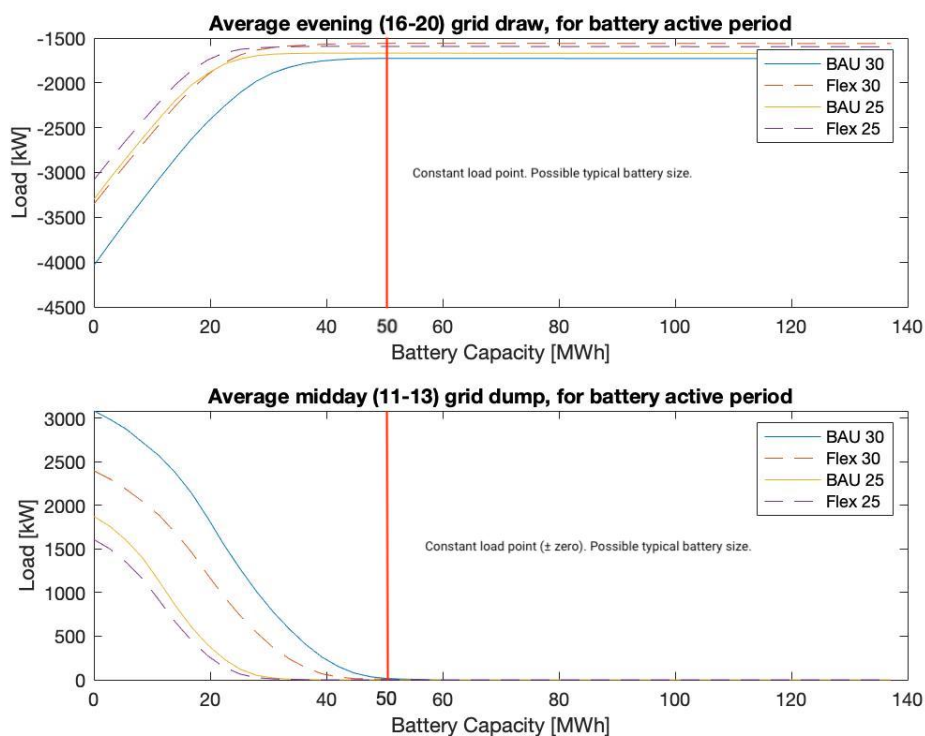 Average evening (16-20) grid draw, for battery active period
-1500
-2000
-2500
-3000
-3500
-4000
-4500
Load [kW]
BAU 30
Flex 30
BAU 25
Flex 25
Constant load point. Possible typical battery size.
0 20 40 50 60 80 100 120 140
Battery Capacity [MWh]
Average midday (11-13) grid dump, for battery active period
3000
2500
2000
1500
1000
500
0
Load [kW]
BAU 30
Flex 30
BAU 25
Flex 25
Constant load point (± zero). Possible typical battery size.
0 20 40 50 60 80 100 120 140
Battery Capacity [MWh]